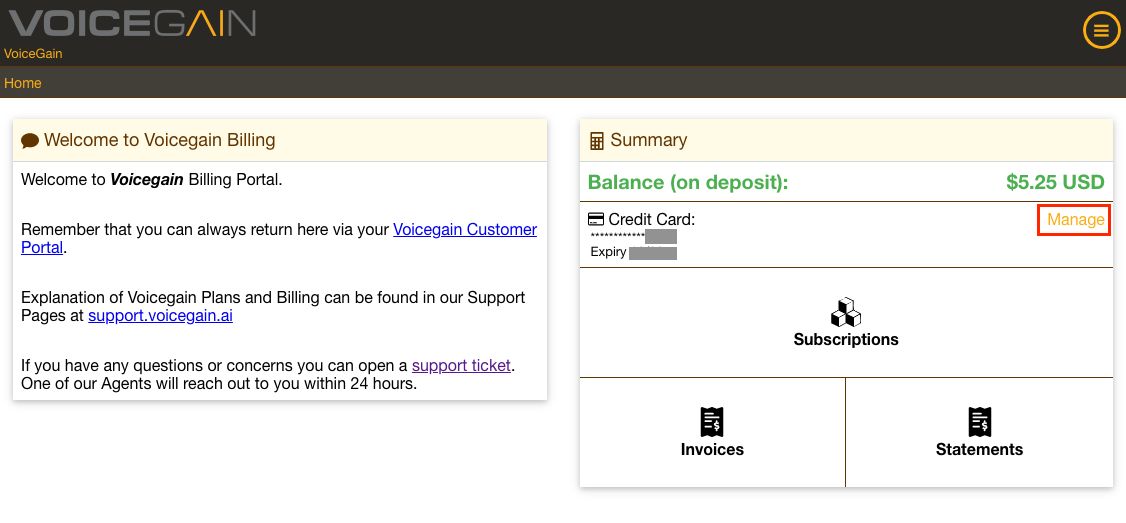 VOICEGAIN
VoiceGain
Home
Welcome to Voicegain Billing
Welcome to Voicegain Billing Portal.
Remember that you can always return here via your Voicegain Customer
Portal.
Explanation of Voicegain Plans and Billing can be found in our Support
Pages at support.voicegain.ai
If you have any questions or concerns you can open a support ticket.
One of our Agents will reach out to you within 24 hours.
Summary
Balance (on deposit): $5.25 USD
Credit Card: Manage
************
Expiry
Subscriptions
Invoices
Statements